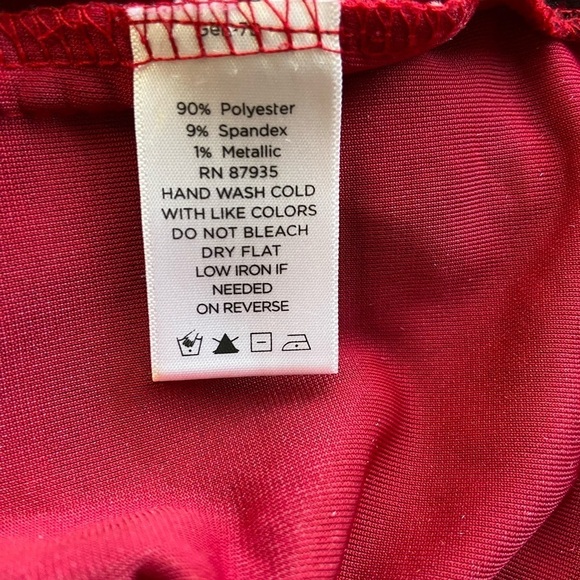 90% Polyester
9% Spandex
1% Metallic
RN 87935
HAND WASH COLD
WITH LIKE COLORS
DO NOT BLEACH
DRY FLAT
LOW IRON IF
NEEDED
ON REVERSE